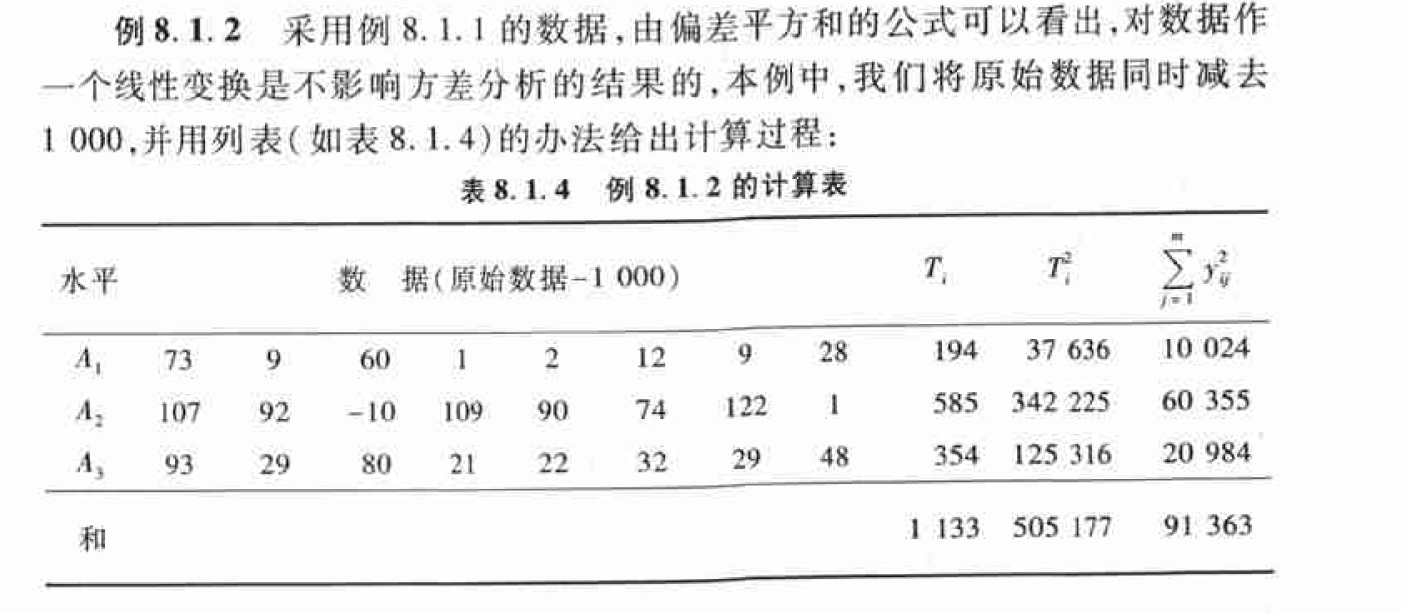 例 8.1.2 采用例 8.1.1 的数据,由偏差平方和的公式可以看出,对数据作
一个线性变换是不影响方差分析的结果的,本例中,我们将原始数据同时减去
1 000,并用列表(如表 8.1.4)的办法给出计算过程:
表 8.1.4 例 8.1.2 的计算表
水平 数 据(原始数据-1 000) T_i T_i^2 \sum_{j=1}^{m} y_{ij}^2
A_1 73 9 60 1 2 12 9 28 194 37 636 10 024
A_2 107 92 -10 109 90 74 122 1 585 342 225 60 355
A_3 93 29 80 21 22 32 29 48 354 125 316 20 984
和 1 133 505 177 91 363